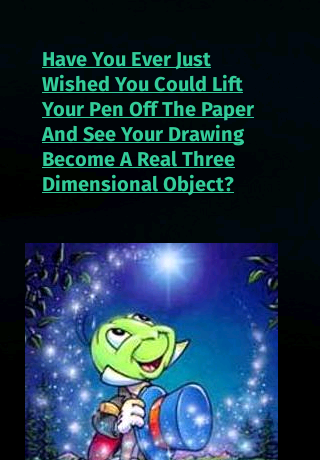 Have You Ever Just
Wished You Could Lift
Your Pen Off The Paper
And See Your Drawing
Become A Real Three
Dimensional Object?